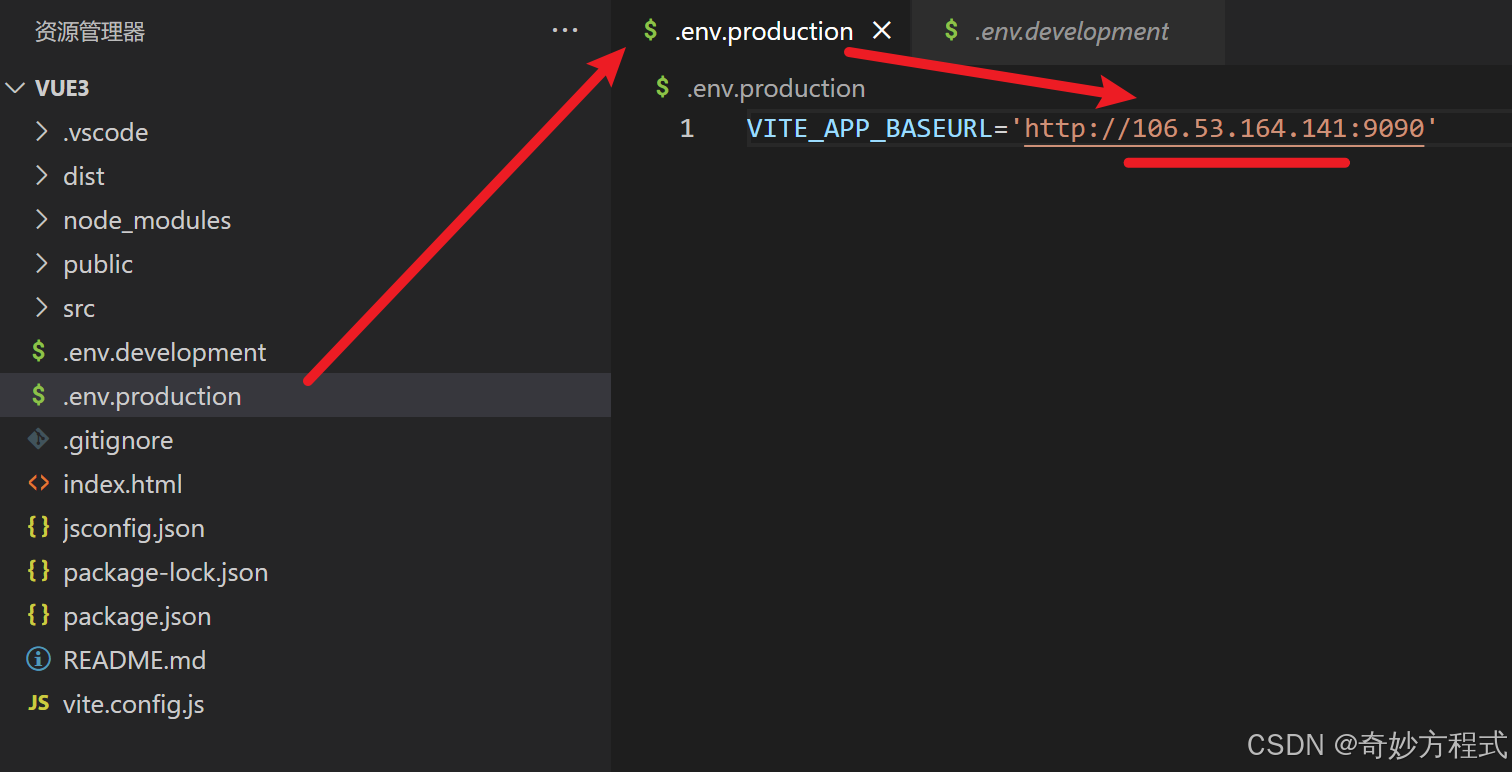 资源管理器
VUE3
.vscode
dist
node_modules
public
src
$ .env.development
$ .env.production
.gitignore
<> index.html
{} jsconfig.json
{} package-lock.json
{} package.json
README.md
JS vite.config.js
$ .env.production
$ .env.development
$ .env.production
1 VITE_APP_BASEURL='http://106.53.164.141:9090'
CSDN @奇妙方程式